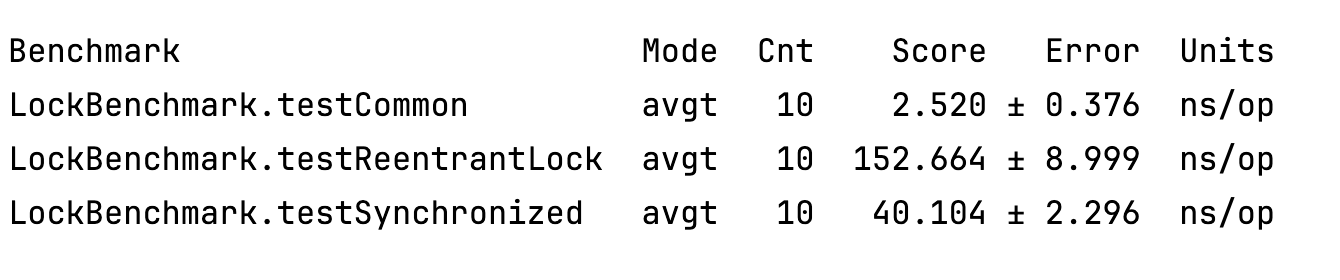 Benchmark                        Mode  Cnt    Score   Error  Units
LockBenchmark.testCommon         avgt   10    2.520 ± 0.376  ns/op
LockBenchmark.testReentrantLock  avgt   10  152.664 ± 8.999  ns/op
LockBenchmark.testSynchronized   avgt   10   40.104 ± 2.296  ns/op